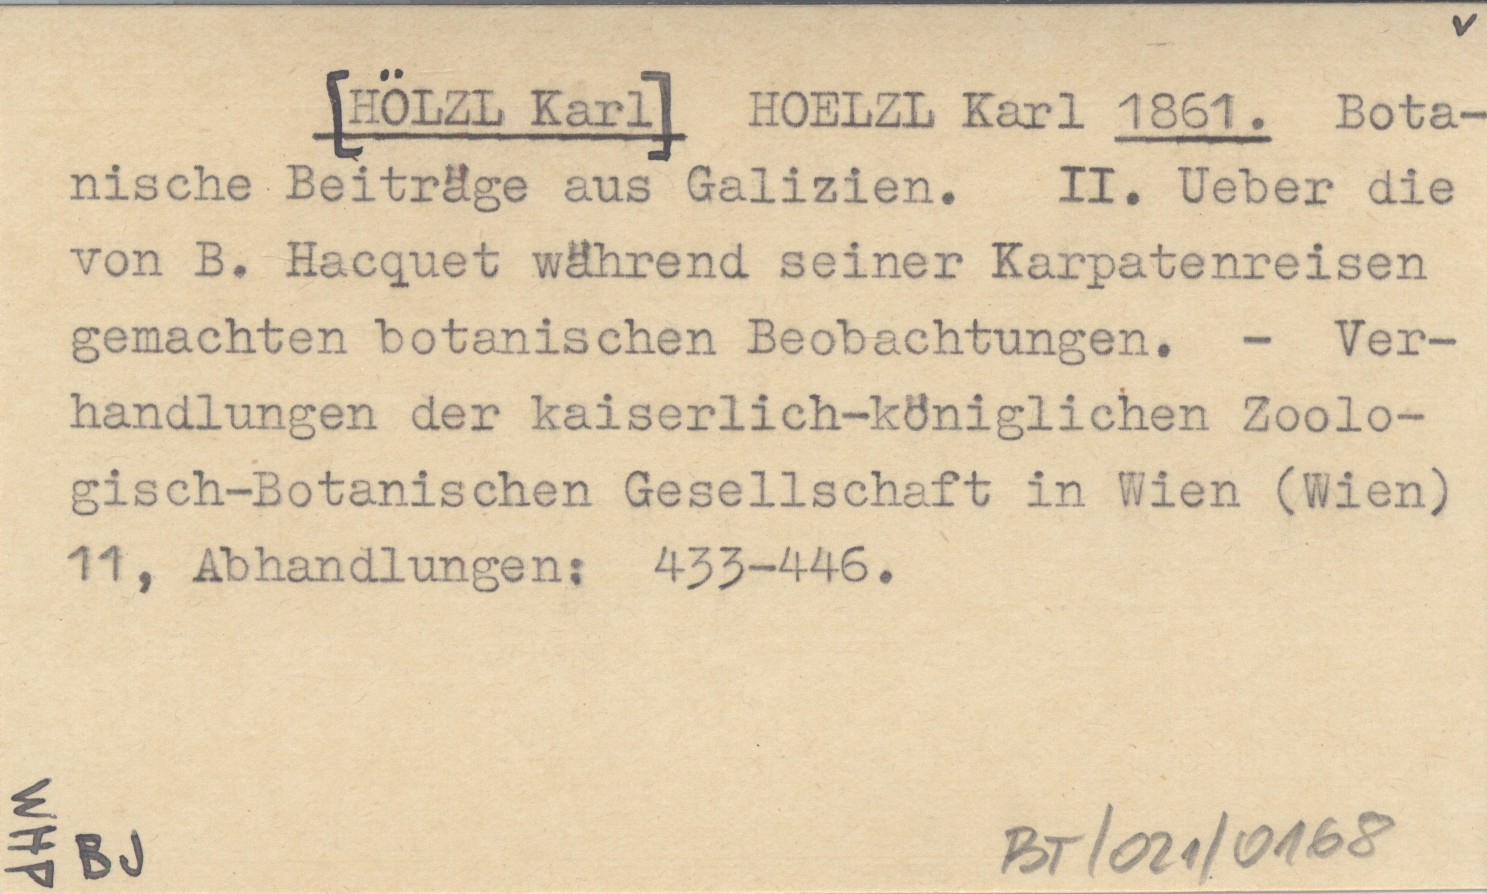 v
[HÖLZL Karl] HOELZL Karl 1861. Bota-
nische Beiträge aus Galizien. II. Ueber die
von B. Hacquet während seiner Karpatenreisen
gemachten botanischen Beobachtungen. - Ver-
handlungen der kaiserlich-königlichen Zoolo-
gisch-Botanischen Gesellschaft in Wien (Wien)
11, Abhandlungen: 433-446.
WHP
BJ
BT/021/0168